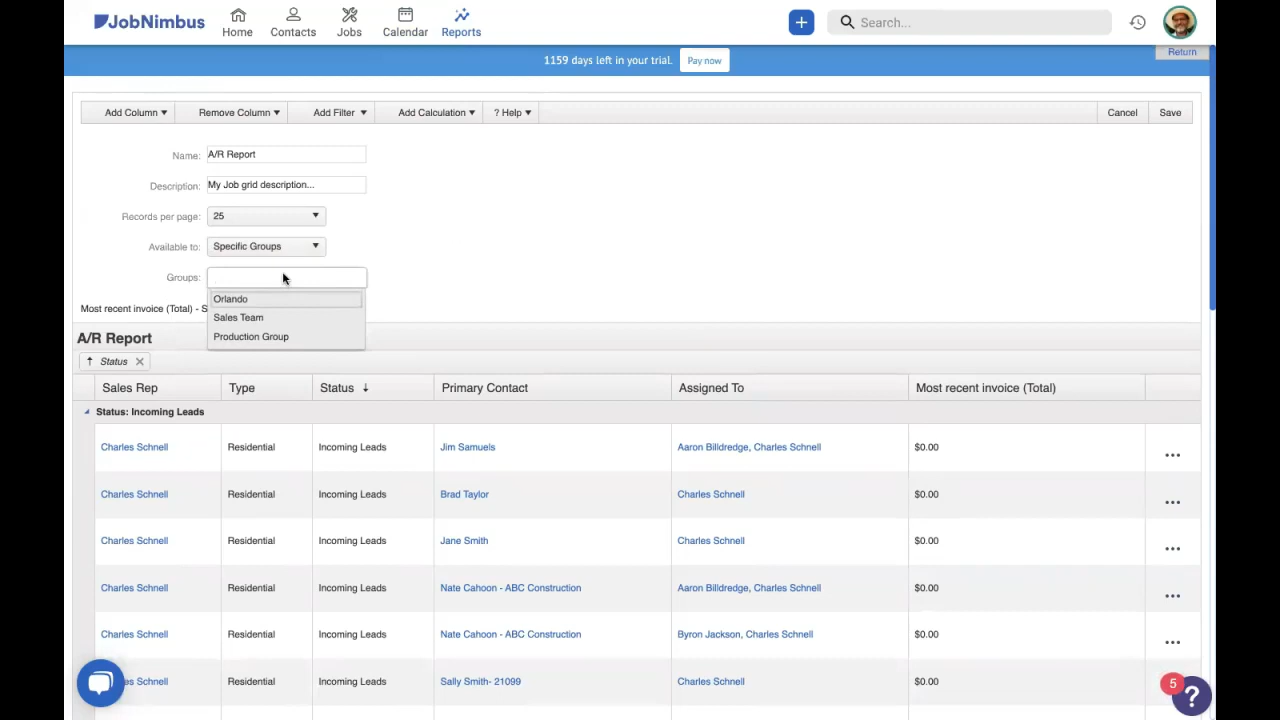 JobNimbus
Home
Contacts
Jobs
Calendar
Reports
+
Search...
1159 days left in your trial.
Pay now
Return
Add Column
Remove Column
Add Filter
Add Calculation
? Help
Cancel
Save
Name: A/R Report
Description: My Job grid description...
Records per page: 25
Available to: Specific Groups
Groups:
Orlando
Sales Team
Production Group
Most recent invoice (Total) - S
A/R Report
Status
Sales Rep Type Status Primary Contact Assigned To Most recent invoice (Total)
Status: Incoming Leads
Charles Schnell Residential Incoming Leads Jim Samuels Aaron Billdredge, Charles Schnell $0.00
Charles Schnell Residential Incoming Leads Brad Taylor Charles Schnell $0.00
Charles Schnell Residential Incoming Leads Jane Smith Charles Schnell $0.00
Charles Schnell Residential Incoming Leads Nate Cahoon - ABC Construction Aaron Billdredge, Charles Schnell $0.00
Charles Schnell Residential Incoming Leads Nate Cahoon - ABC Construction Byron Jackson, Charles Schnell $0.00
es Schnell Residential Incoming Leads Sally Smith- 21099 Charles Schnell $0.00
5
?